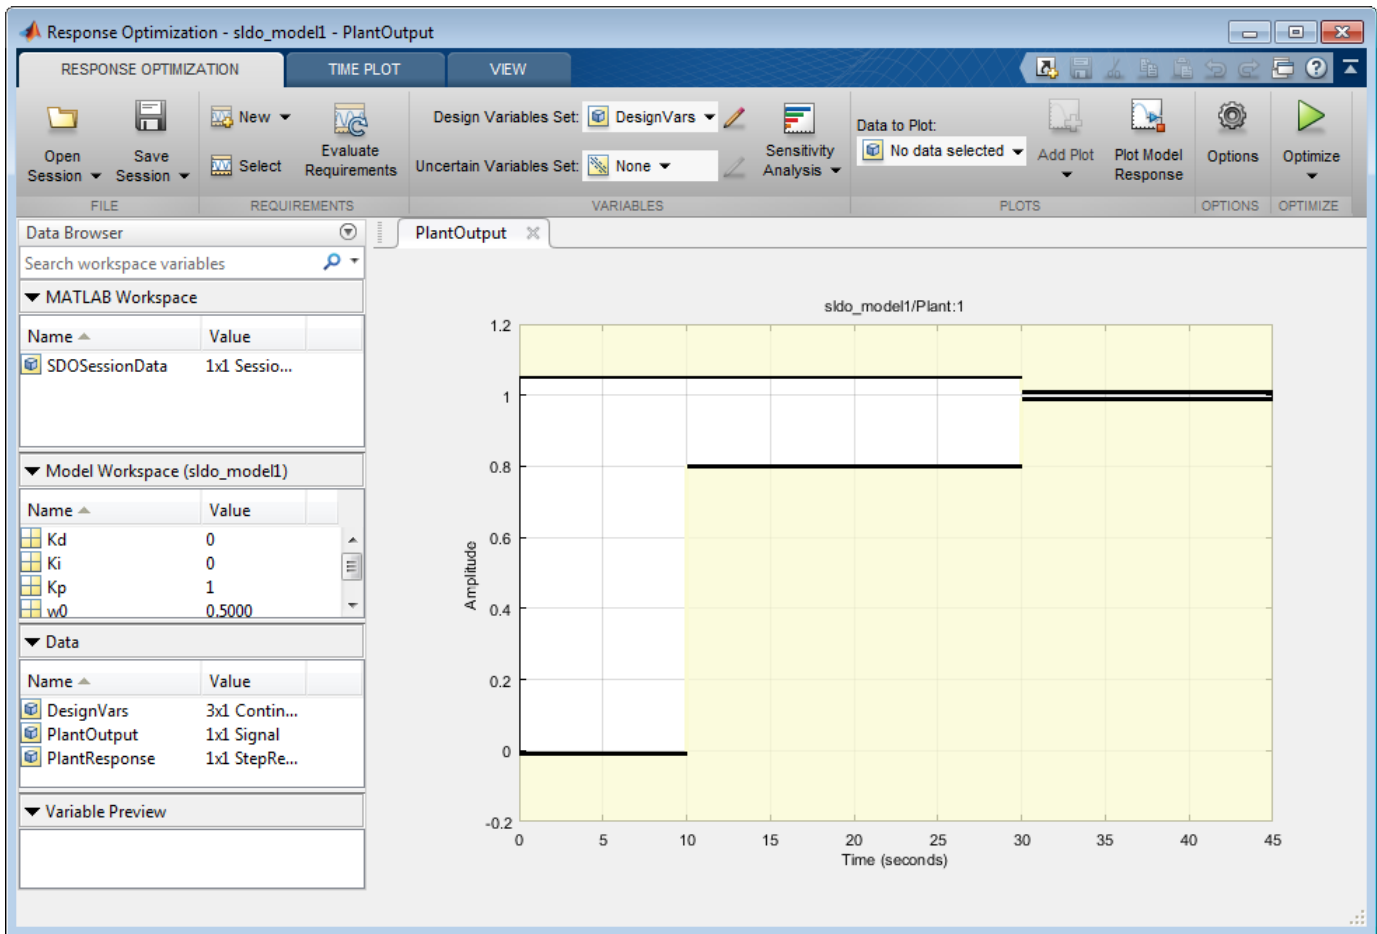 Response Optimization - sldo_model1 - PlantOutput
RESPONSE OPTIMIZATION TIME PLOT VIEW
Open Session
Save Session
New
Select
Evaluate Requirements
Design Variables Set: DesignVars
Uncertain Variables Set: None
Sensitivity Analysis
Data to Plot:
No data selected
Add Plot
Plot Model Response
Options
Optimize
FILE REQUIREMENTS VARIABLES PLOTS OPTIONS OPTIMIZE
Data Browser
Search workspace variables
MATLAB Workspace
Name Value
SDOSessionData 1x1 Sessio...
Model Workspace (sldo_model1)
Name Value
Kd 0
Ki 0
Kp 1
w0 0.5000
Data
Name Value
DesignVars 3x1 Contin...
PlantOutput 1x1 Signal
PlantResponse 1x1 StepRe...
Variable Preview
PlantOutput
sldo_model1/Plant:1
1.2
1
0.8
0.6
0.4
0.2
0
-0.2
Amplitude
0 5 10 15 20 25 30 35 40 45
Time (seconds)